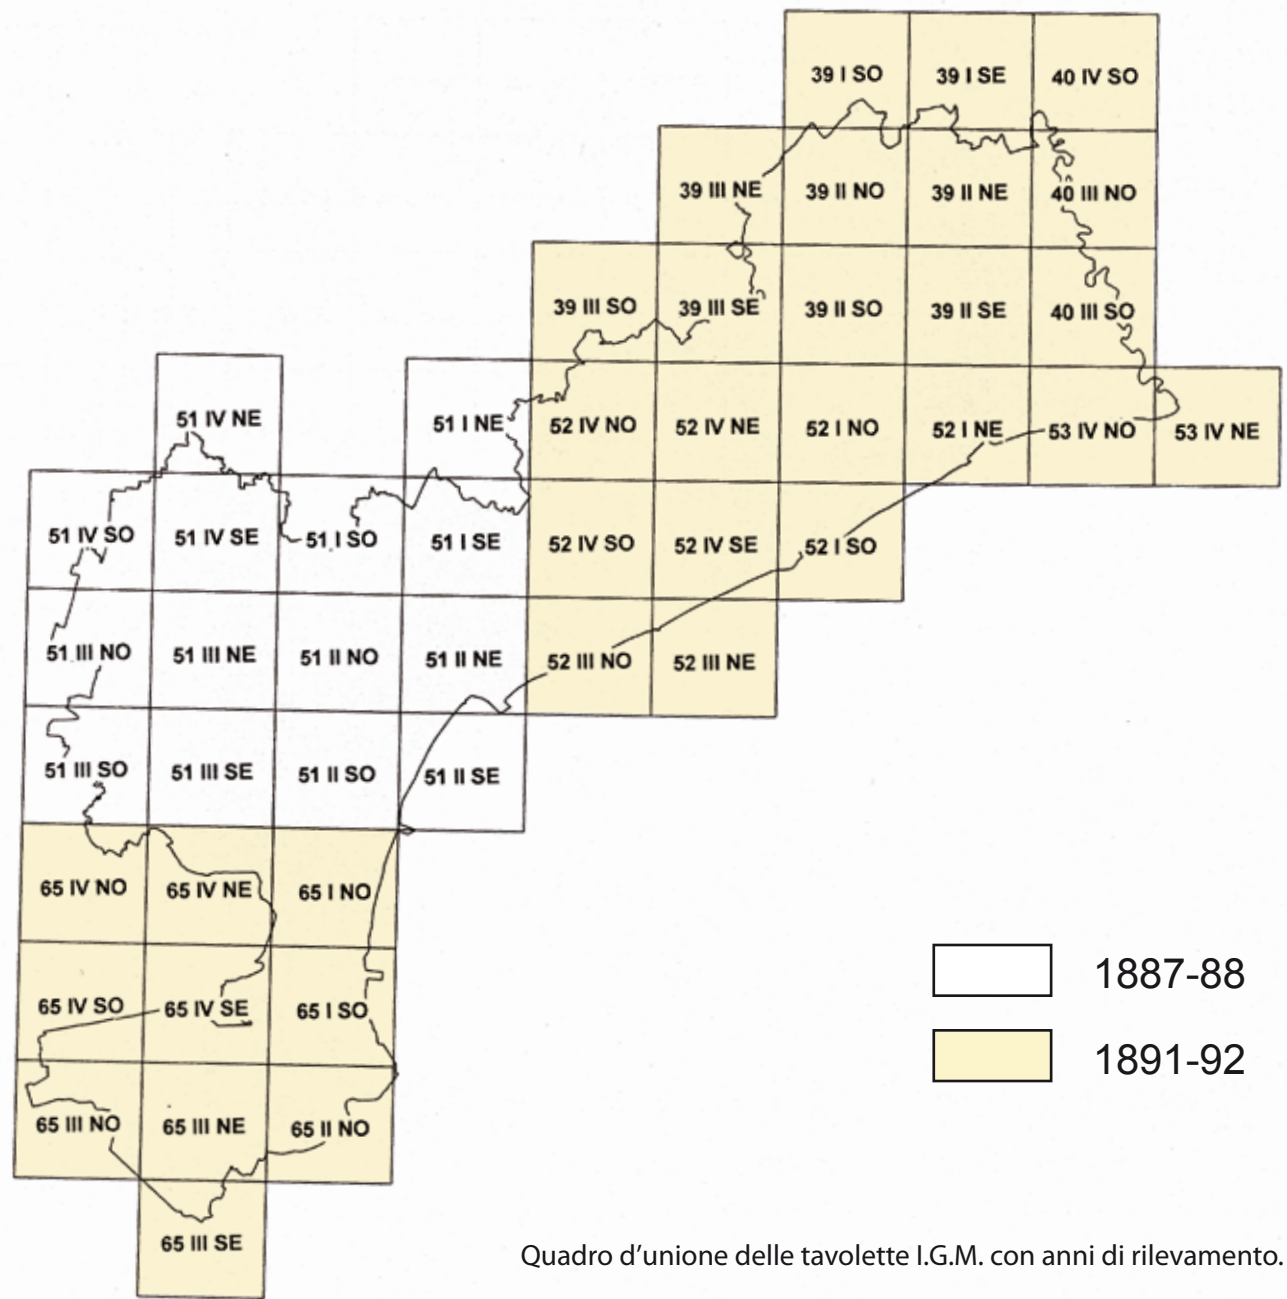 39 I SO 39 I SE 40 IV SO
39 III NE 39 II NO 39 II NE 40 III NO
39 III SO 39 III SE 39 II SO 39 II SE 40 III SO
51 IV NE 51 I NE 52 IV NO 52 IV NE 52 I NO 52 I NE 53 IV NO 53 IV NE
51 IV SO 51 IV SE 51 I SO 51 I SE 52 IV SO 52 IV SE 52 I SO
51 III NO 51 III NE 51 II NO 51 II NE 52 III NO 52 III NE
51 III SO 51 III SE 51 II SO 51 II SE
65 IV NO 65 IV NE 65 I NO
65 IV SO 65 IV SE 65 I SO
65 III NO 65 III NE 65 II NO
65 III SE
1887-88
1891-92
Quadro d’unione delle tavolette I.G.M. con anni di rilevamento.